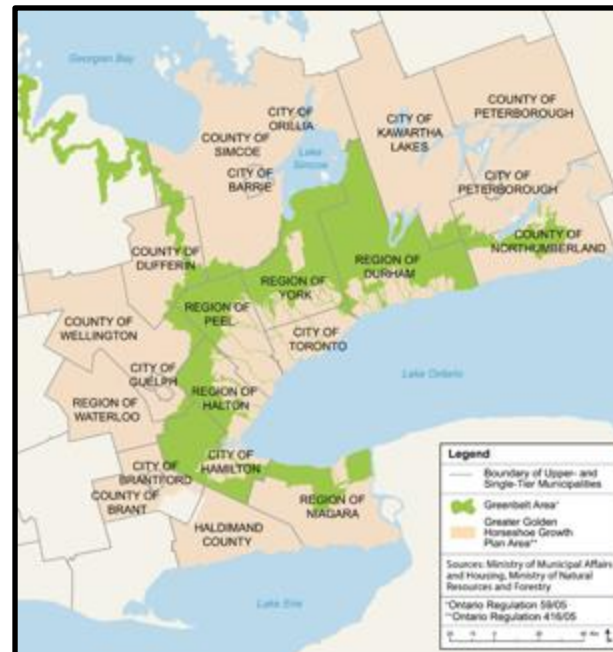 Georgian Bay
CITY OF
ORILLIA
COUNTY OF
SIMCOE
Lake
Simcoe
CITY OF
BARRIE
CITY OF
KAWARTHA
LAKES
COUNTY OF
PETERBOROUGH
CITY OF
PETERBOROUGH
COUNTY OF
NORTHUMBERLAND
COUNTY OF
DUFFERIN
REGION OF
YORK
REGION OF
DURHAM
REGION OF
PEEL
CITY OF
TORONTO
COUNTY OF
WELLINGTON
CITY OF
GUELPH
REGION OF
HALTON
REGION OF
WATERLOO
Lake Ontario
CITY OF
HAMILTON
CITY OF
BRANTFORD
COUNTY OF
BRANT
REGION OF
NIAGARA
HALDIMAND
COUNTY
Lake Erie
Legend
Boundary of Upper- and
Single-Tier Municipalities
Greenbelt Area*
Greater Golden
Horseshoe Growth
Plan Area**
Sources: Ministry of Municipal Affairs
and Housing, Ministry of Natural
Resources and Forestry
*Ontario Regulation 59/05
**Ontario Regulation 416/05